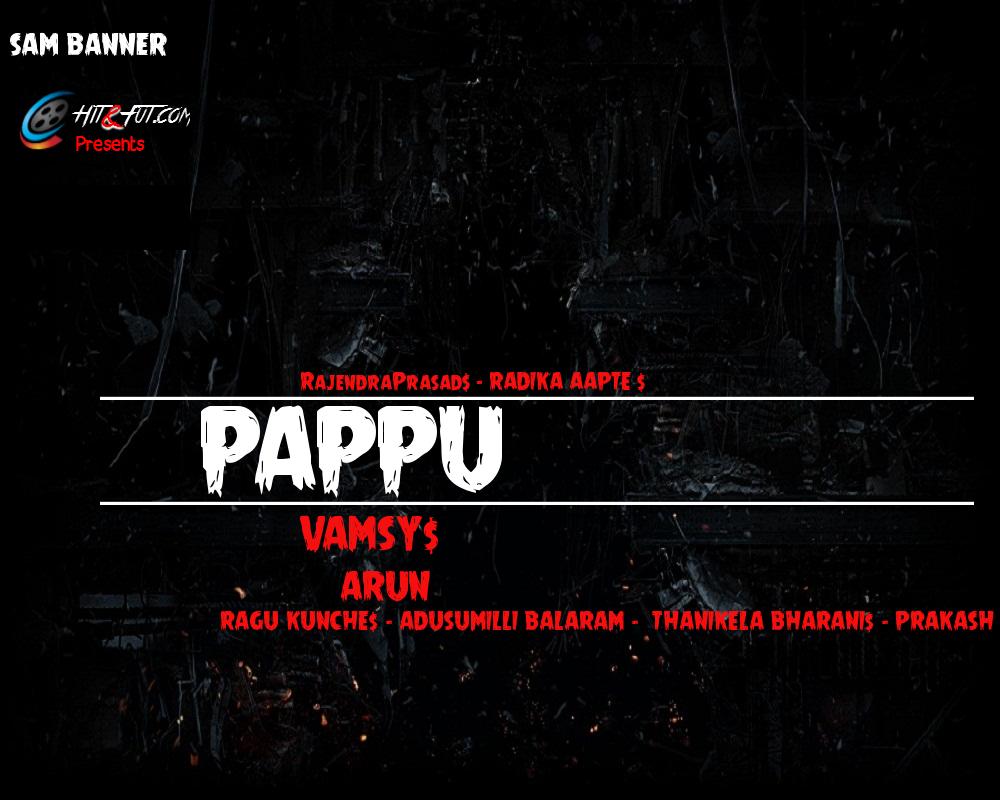 SAM BANNER
HIT&FUT.COM
Presents
RAJENDRAPRASAD$ - RADIKA AAPTE $
PAPPU
VAMSY$
ARUN
RAGU KUNCHE$ - ADUSUMILLI BALARAM - THANIKELA BHARANI$ - PRAKASH